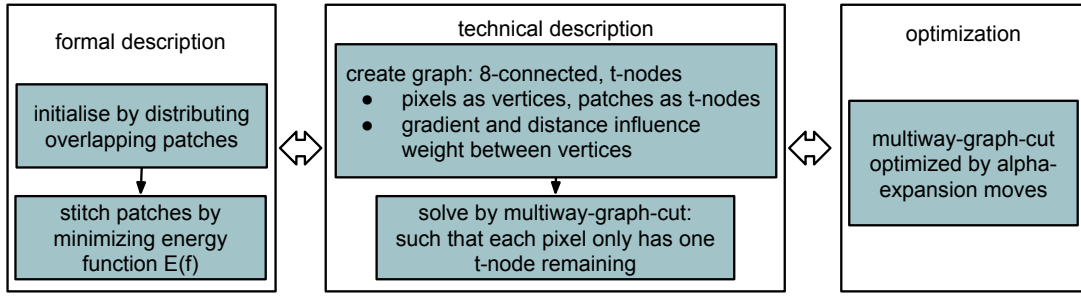 formal description
initialise by distributing
overlapping patches
stitch patches by
minimizing energy
function E(f)
technical description
create graph: 8-connected, t-nodes
● pixels as vertices, patches as t-nodes
● gradient and distance influence
weight between vertices
solve by multiway-graph-cut:
such that each pixel only has one
t-node remaining
optimization
multiway-graph-cut
optimized by alpha-
expansion moves